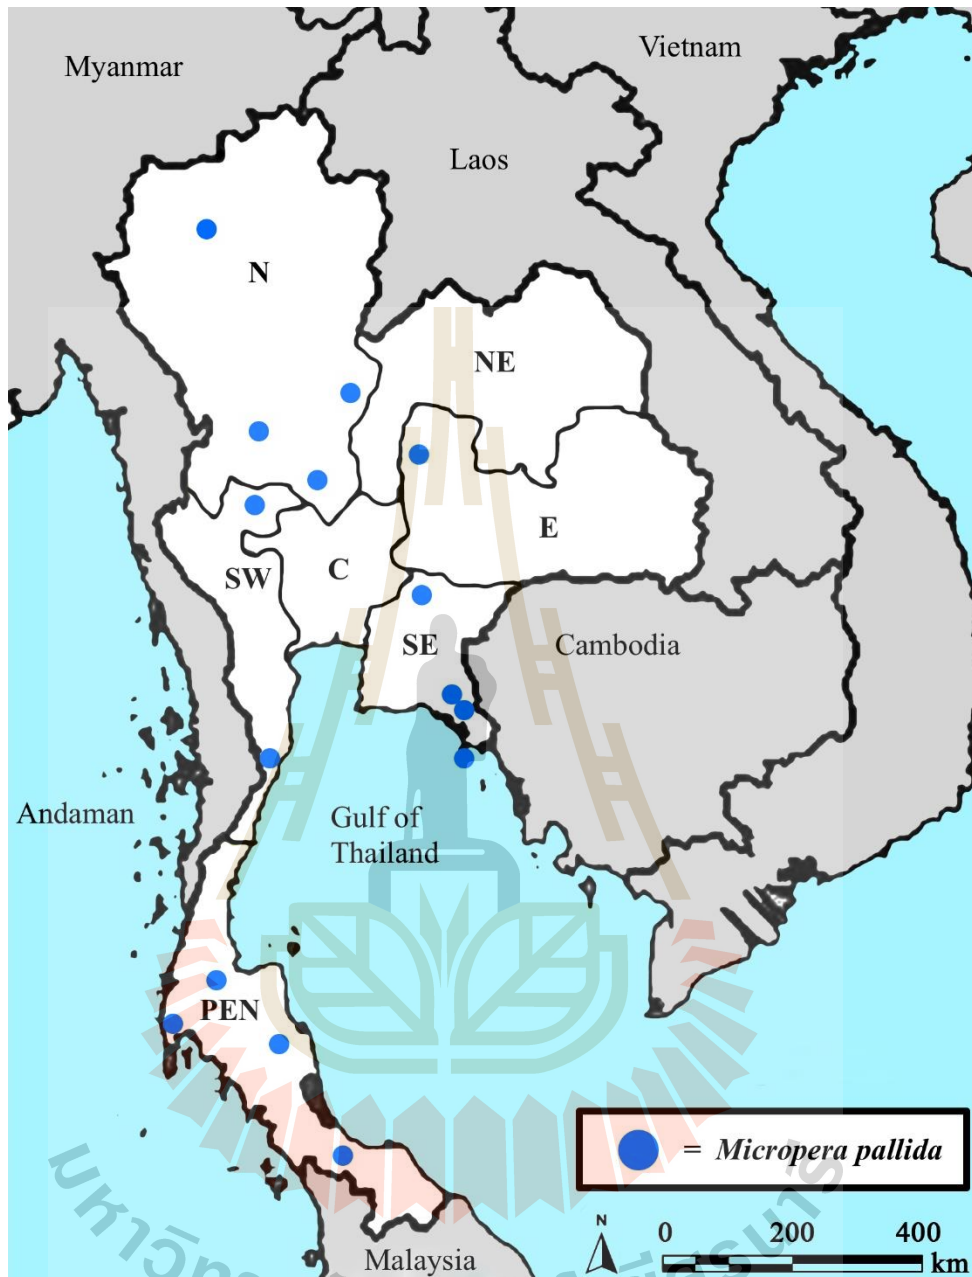 Vietnam
Myanmar
Laos
N
NE
E
SW
C
SE
Cambodia
Andaman
Gulf of
Thailand
PEN
= Micropera pallida
N
0 200 400
km
Malaysia